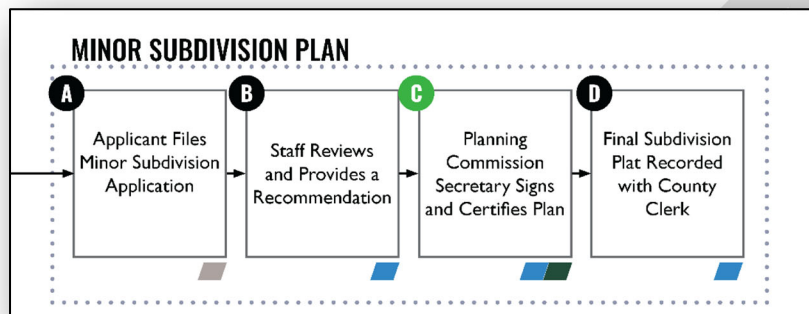 MINOR SUBDIVISION PLAN
A
Applicant Files
Minor Subdivision
Application
B
Staff Reviews
and Provides a
Recommendation
C
Planning
Commission
Secretary Signs
and Certifies Plan
D
Final Subdivision
Plat Recorded
with County
Clerk